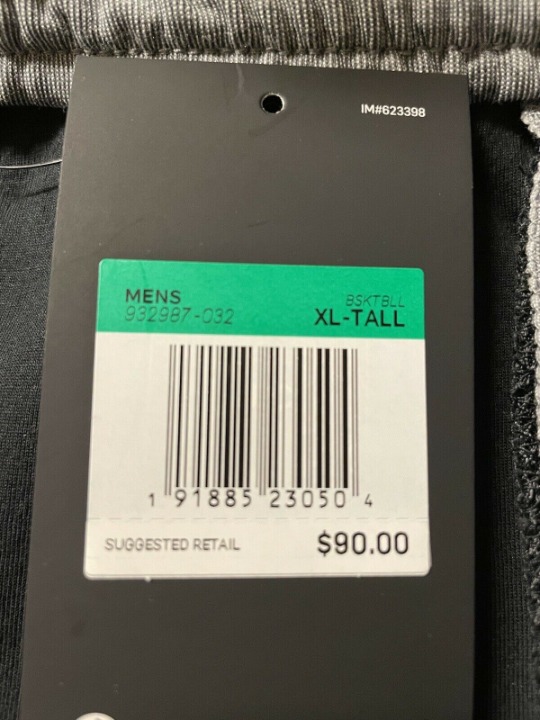 IM#623398
MENS
932987-032
BSKTBLL
XL-TALL
1 91885 23050 4
SUGGESTED RETAIL $90.00